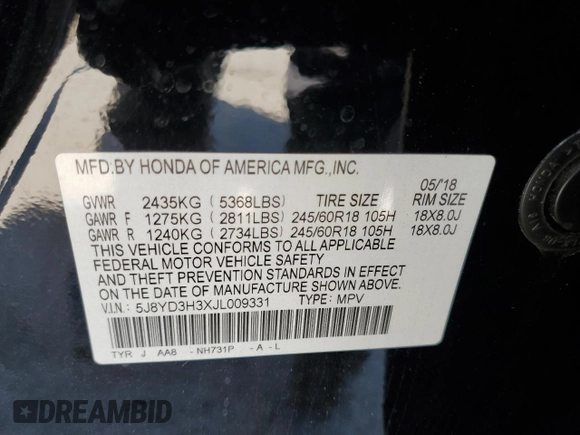 MFD.BY HONDA OF AMERICA MFG.,INC.
05/'18
GVWR 2435KG ( 5368LBS) TIRE SIZE RIM SIZE
GAWR F 1275KG ( 2811LBS) 245/60R18 105H 18X8.0J
GAWR R 1240KG ( 2734LBS) 245/60R18 105H 18X8.0J
THIS VEHICLE CONFORMS TO ALL APPLICABLE
FEDERAL MOTOR VEHICLE SAFETY
AND THEFT PREVENTION STANDARDS IN EFFECT
ON THE DATE OF MANUFACTURE SHOWN ABOVE.
V.I.N.: 5J8YD3H3XJL009331 TYPE: MPV
TYR J AA8 - NH731P - A - L
DREAMBID